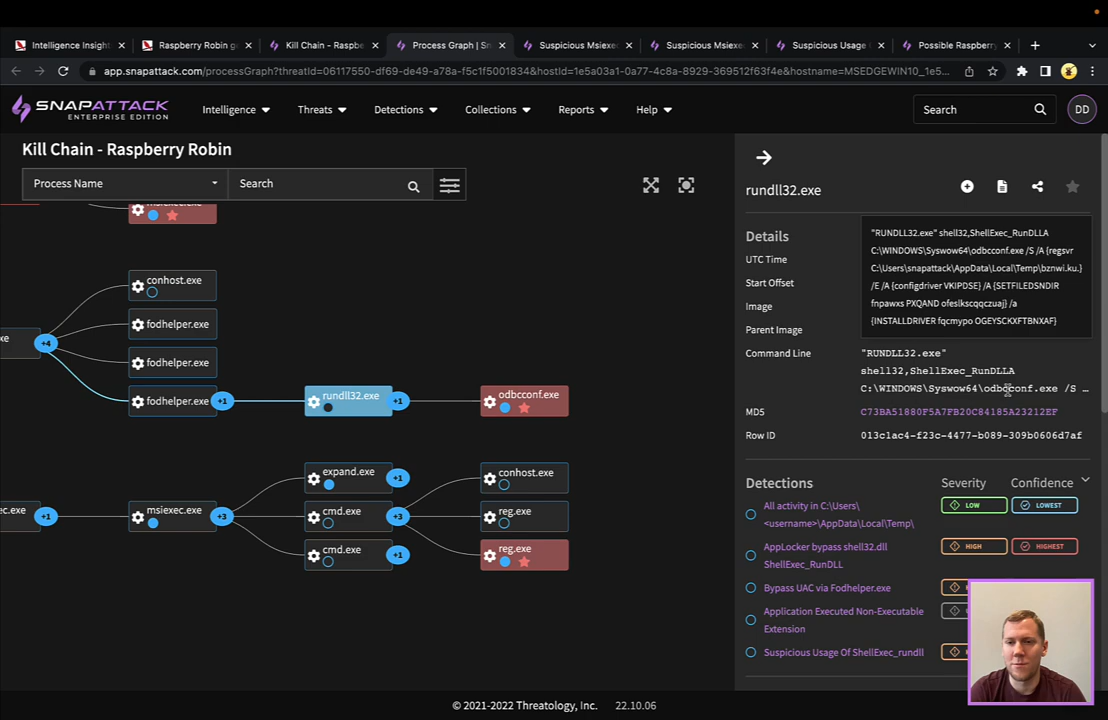 Intelligence Insight
Raspberry Robin g
Kill Chain - Raspbe
Process Graph | Sn
Suspicious Msiexec
Suspicious Msiexe
Suspicious Usage
Possible Raspberry
app.snapattack.com/processGraph?threatId=06117550-df69-de49-a78a-f5c1f5001834&hostId=1e5a03a1-0a77-4c8a-8929-369512f63f4e&hostname=MSEDGEWIN10_1e5...
SNAPATTACK
ENTERPRISE EDITION
Intelligence
Threats
Detections
Collections
Reports
Help
Search
DD
Kill Chain - Raspberry Robin
Process Name
Search
msiexec.exe
conhost.exe
fodhelper.exe
xe
+4
fodhelper.exe
fodhelper.exe
+1
rundll32.exe
+1
odbcconf.exe
expand.exe
+1
conhost.exe
ec.exe
+1
msiexec.exe
+3
cmd.exe
+3
reg.exe
cmd.exe
+1
reg.exe
rundll32.exe
Details
UTC Time
Start Offset
Image
Parent Image
"RUNDLL32.exe" shell32,ShellExec_RunDLLA
C:\WINDOWS\Syswow64\odbcconf.exe /S /A {regsvr
C:\Users\snapattack\AppData\Local\Temp\bznwi.ku.}
/E /A {configdriver VKIPDSE} /A {SETFILEDSNDIR
fnpawxs PXQAND ofeslkscqqczuaj} /a
{INSTALLDRIVER fqcmypo OGEYSCKXFTBNXAF}
Command Line
"RUNDLL32.exe"
shell32,ShellExec_RunDLLA
C:\WINDOWS\Syswow64\odbcconf.exe /S …
MD5
C73BA51880F5A7FB20C84185A23212EF
Row ID
013c1ac4-f23c-4477-b089-309b0606d7af
Detections
Severity
Confidence
All activity in C:\Users\
<username>\AppData\Local\Temp\
LOW
LOWEST
AppLocker bypass shell32.dll
ShellExec_RunDLL
HIGH
HIGHEST
Bypass UAC via Fodhelper.exe
Application Executed Non-Executable
Extension
Suspicious Usage Of ShellExec_rundll
© 2021-2022 Threatology, Inc.
22.10.06